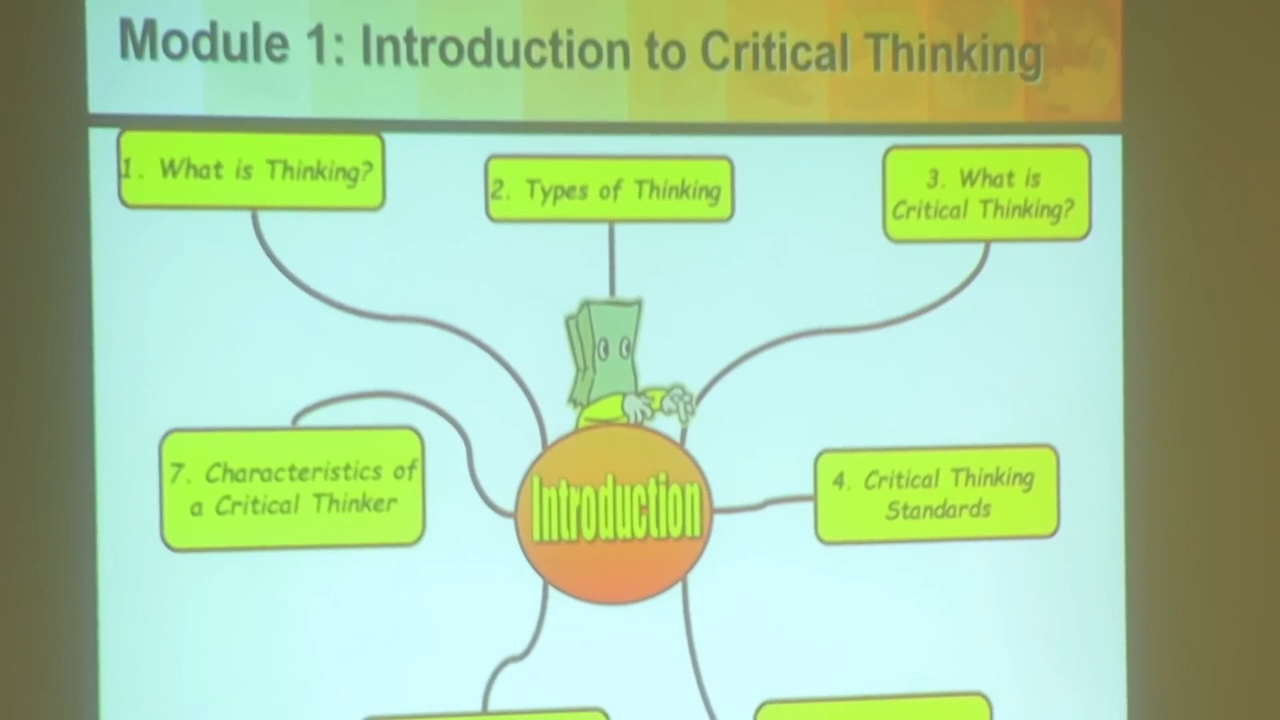 Module 1: Introduction to Critical Thinking
1. What is Thinking?
2. Types of Thinking
3. What is
Critical Thinking?
7. Characteristics of
a Critical Thinker
Introduction
4. Critical Thinking
Standards